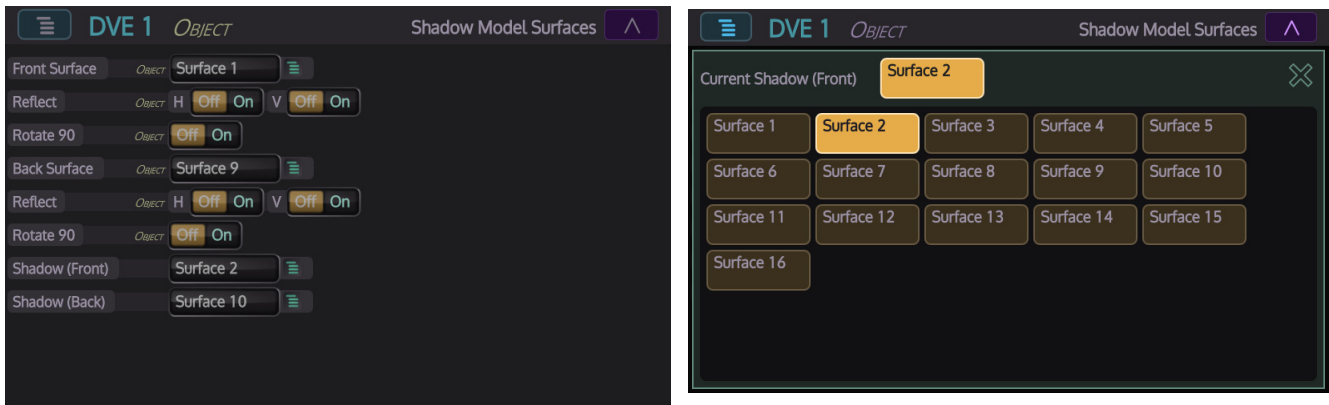 DVE 1 OBJECT Shadow Model Surfaces
Front Surface OBJECT Surface 1
Reflect OBJECT H Off On V Off On
Rotate 90 OBJECT Off On
Back Surface OBJECT Surface 9
Reflect OBJECT H Off On V Off On
Rotate 90 OBJECT Off On
Shadow (Front) Surface 2
Shadow (Back) Surface 10
DVE 1 OBJECT Shadow Model Surfaces
Current Shadow (Front) Surface 2
Surface 1 Surface 2 Surface 3 Surface 4 Surface 5
Surface 6 Surface 7 Surface 8 Surface 9 Surface 10
Surface 11 Surface 12 Surface 13 Surface 14 Surface 15
Surface 16